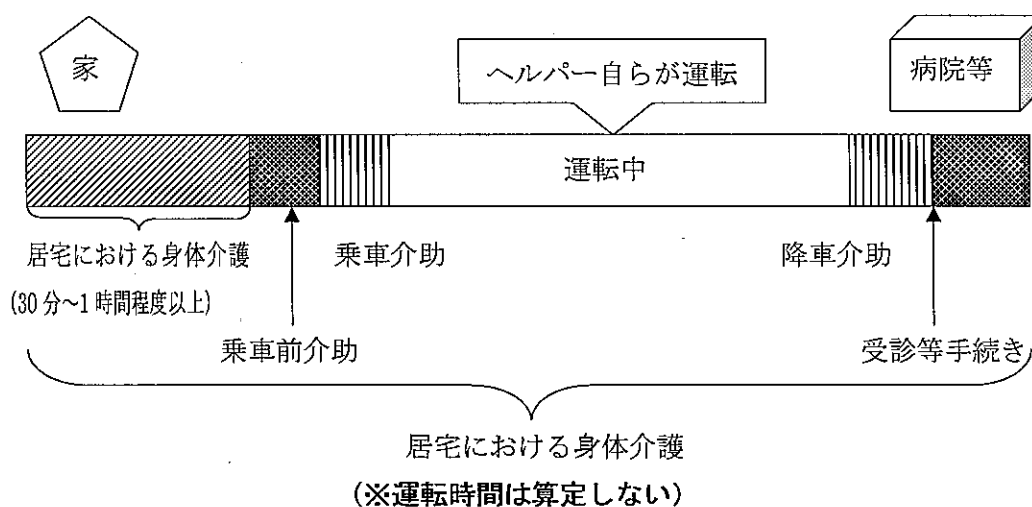 家
ヘルパー自らが運転
病院等
運転中
居宅における身体介護
(30分~1時間程度以上)
乗車介助
降車介助
乗車前介助
受診等手続き
居宅における身体介護
(※運転時間は算定しない)